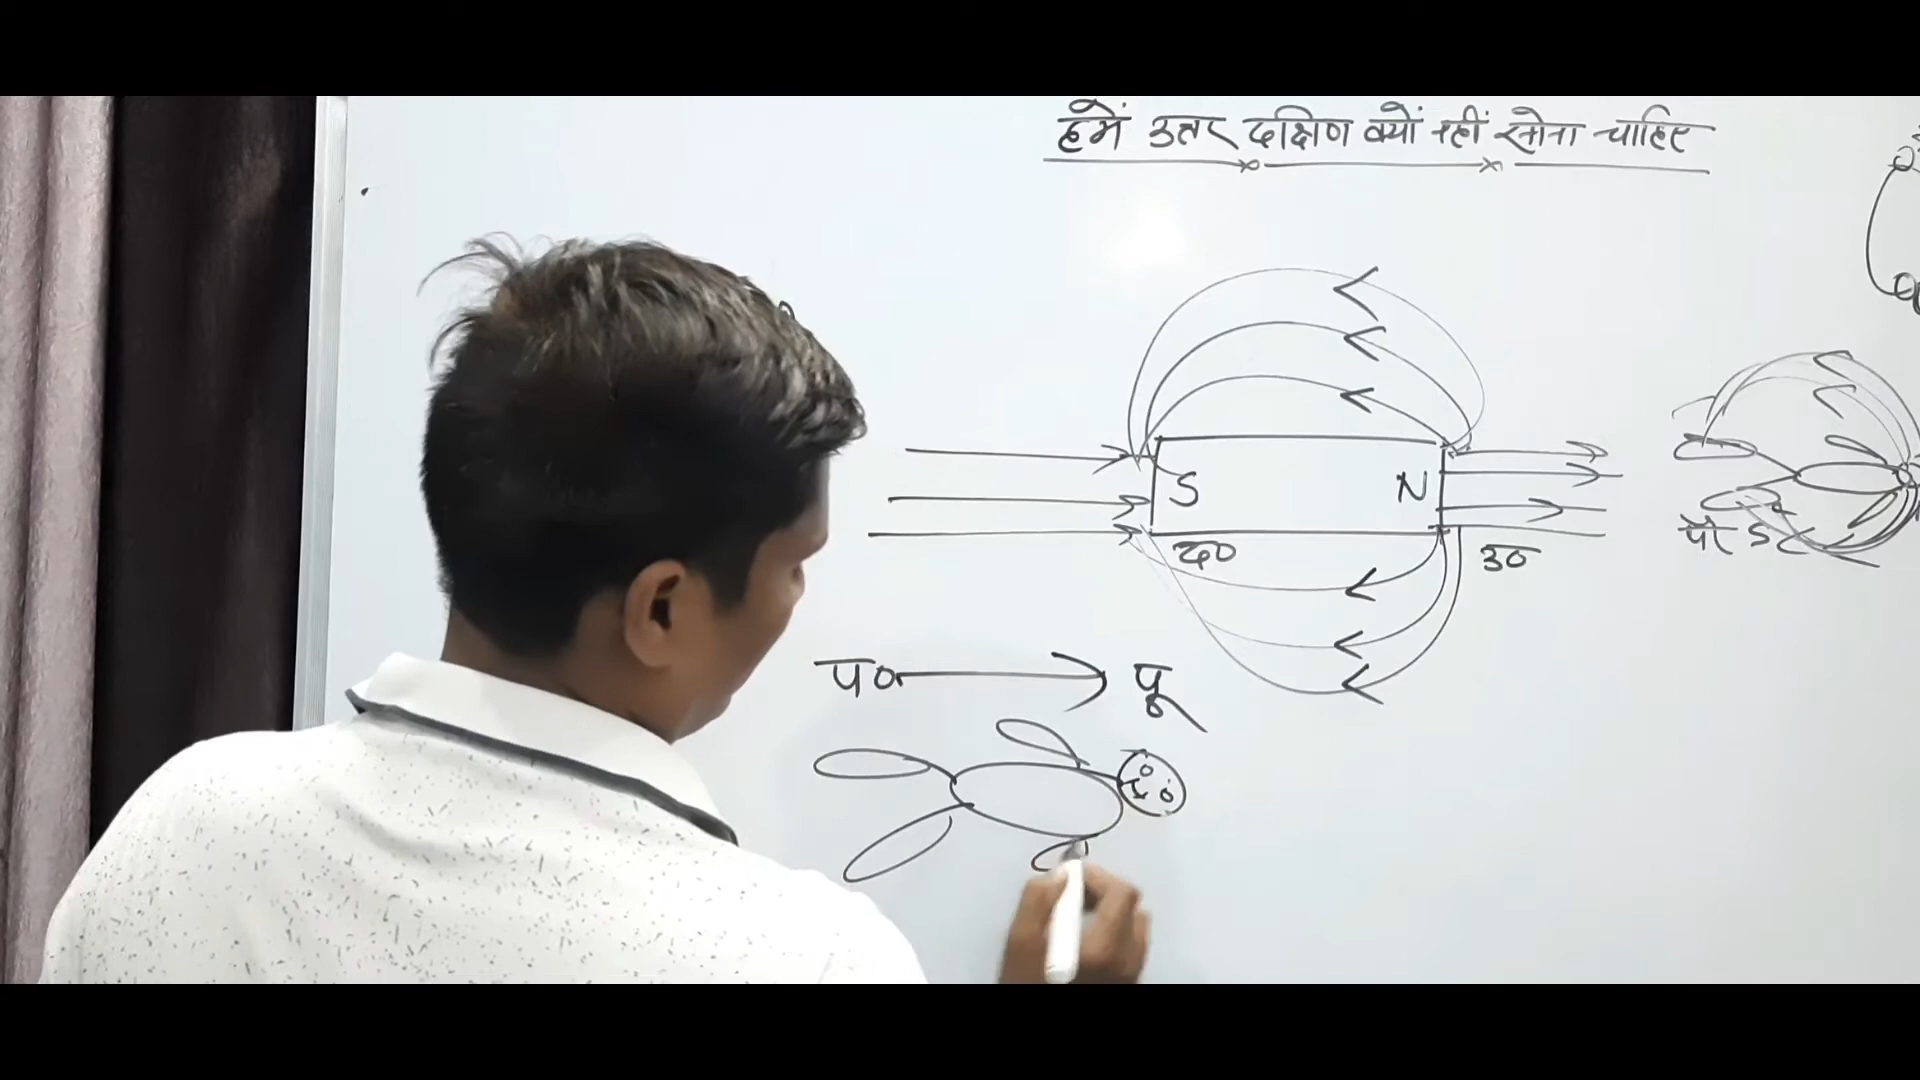 हमें उत्तर दक्षिण क्यों नहीं सोना चाहिए
S N
द० उ०
पैर S
प० पू